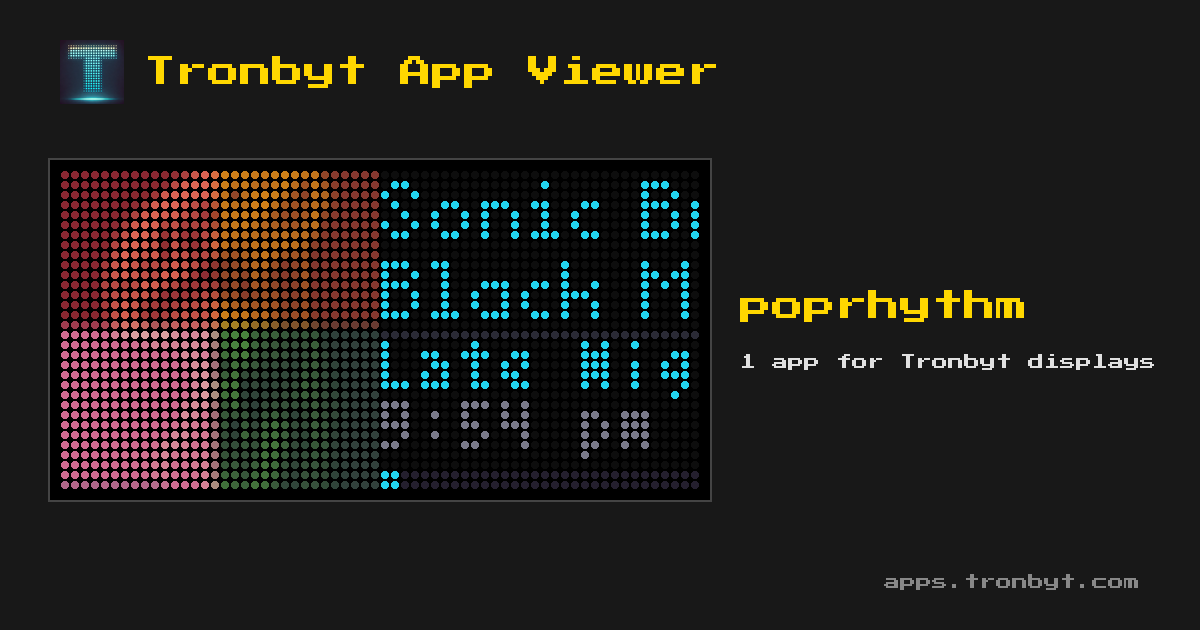 T
Tronbyt App Viewer
Sonic
Black M
Late Nig
9:54 pm
poprhythm
1 app for Tronbyt displays
apps.tronbyt.com